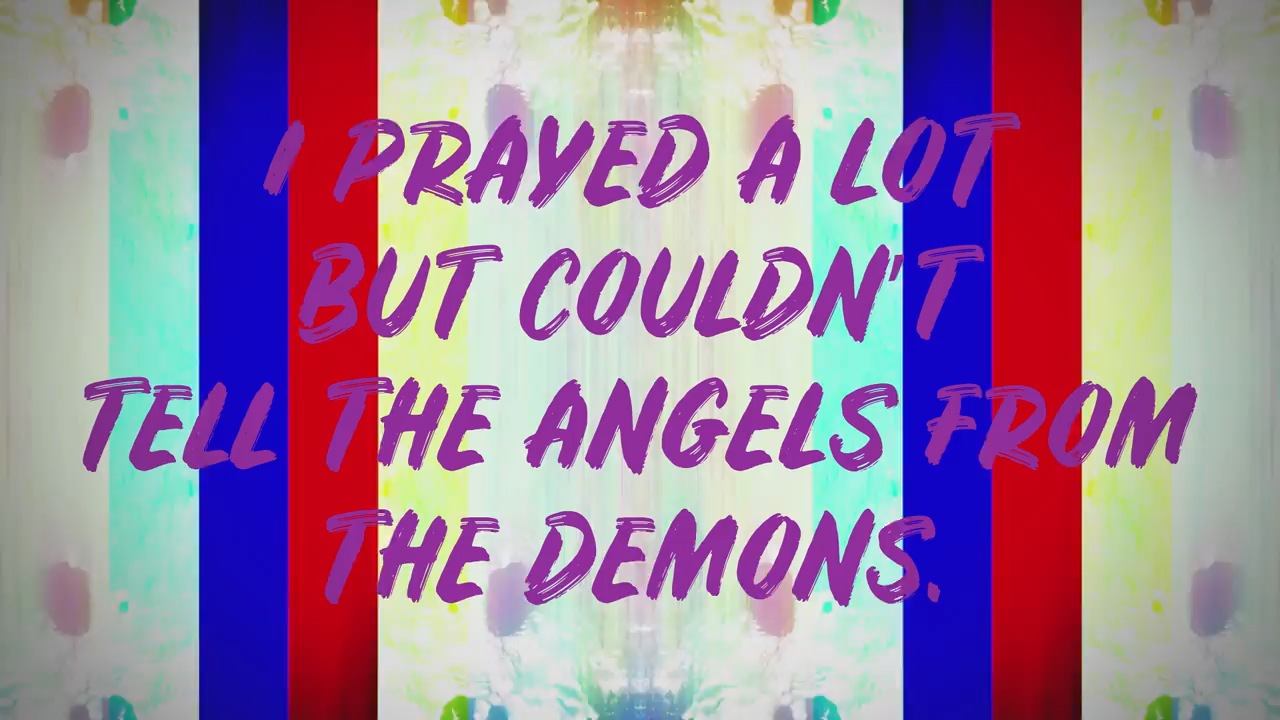 I PRAYED A LOT
BUT COULDN'T
TELL THE ANGELS FROM
THE DEMONS.